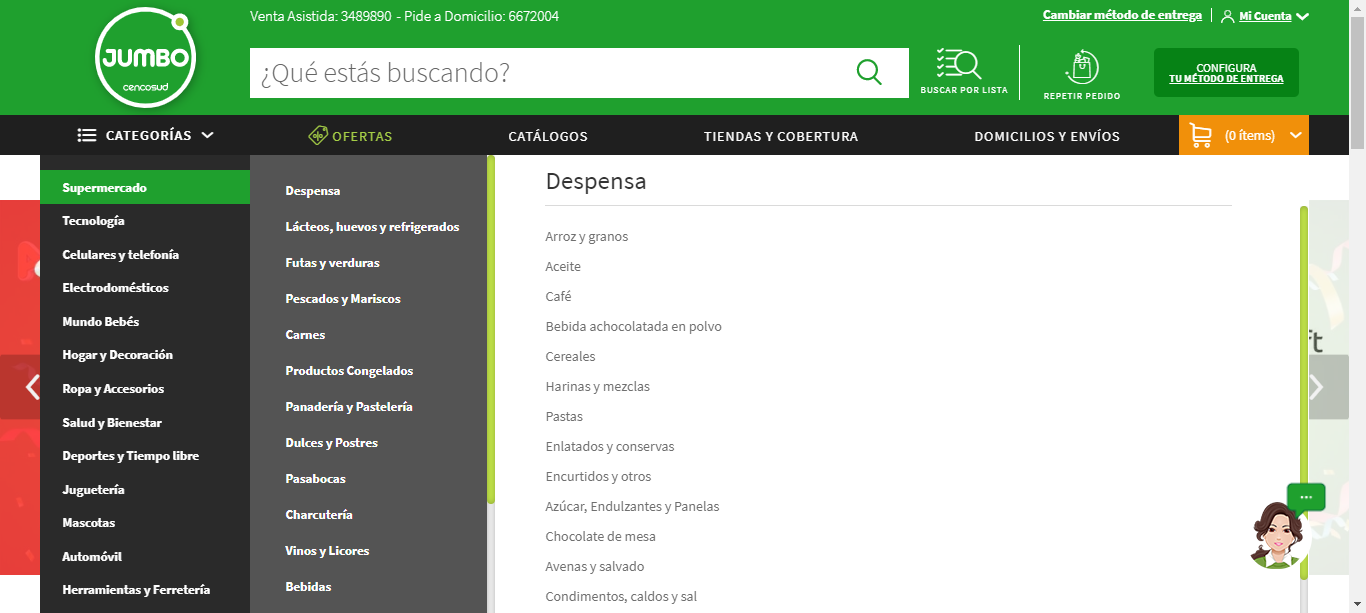 Venta Asistida: 3489890 - Pide a Domicilio: 6672004
Cambiar método de entrega
Mi Cuenta
JUMBO
cencosud
¿Qué estás buscando?
BUSCAR POR LISTA
REPETIR PEDIDO
CONFIGURA
TU MÉTODO DE ENTREGA
CATEGORÍAS
OFERTAS
CATÁLOGOS
TIENDAS Y COBERTURA
DOMICILIOS Y ENVÍOS
(0 ítems)
Supermercado
Tecnología
Celulares y telefonía
Electrodomésticos
Mundo Bebés
Hogar y Decoración
Ropa y Accesorios
Salud y Bienestar
Deportes y Tiempo libre
Juguetería
Mascotas
Automóvil
Herramientas y Ferretería
Despensa
Lácteos, huevos y refrigerados
Futas y verduras
Pescados y Mariscos
Carnes
Productos Congelados
Panadería y Pastelería
Dulces y Postres
Pasabocas
Charcutería
Vinos y Licores
Bebidas
Despensa
Arroz y granos
Aceite
Café
Bebida achocolatada en polvo
Cereales
Harinas y mezclas
Pastas
Enlatados y conservas
Encurtidos y otros
Azúcar, Endulzantes y Panelas
Chocolate de mesa
Avenas y salvado
Condimentos, caldos y sal